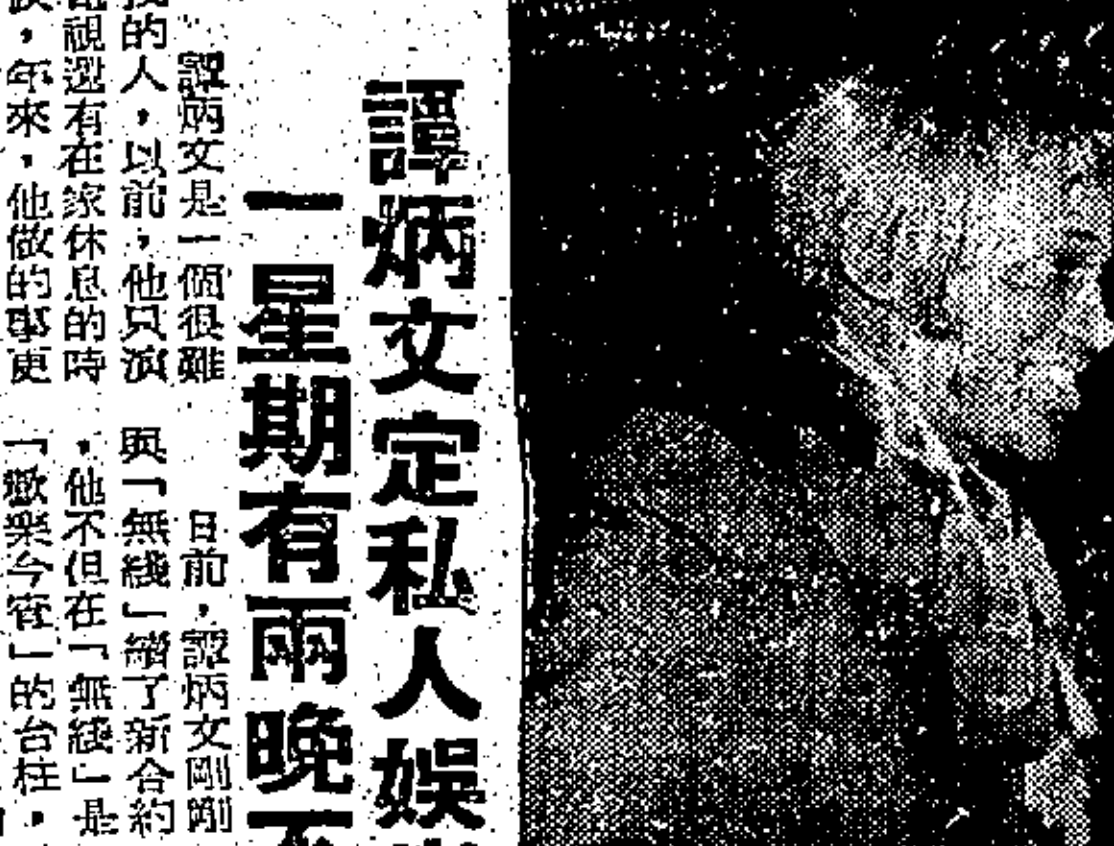 譚炳文定私人娛
一星期有兩晚不
譚炳文是一個很難
的人，以前，他只演
視還有在家休息的時
，年來，他做的事更
日前，譚炳文剛剛
與「無綫」續了新合約
，他不但在「無綫」是
「歡樂今宵」的台柱，